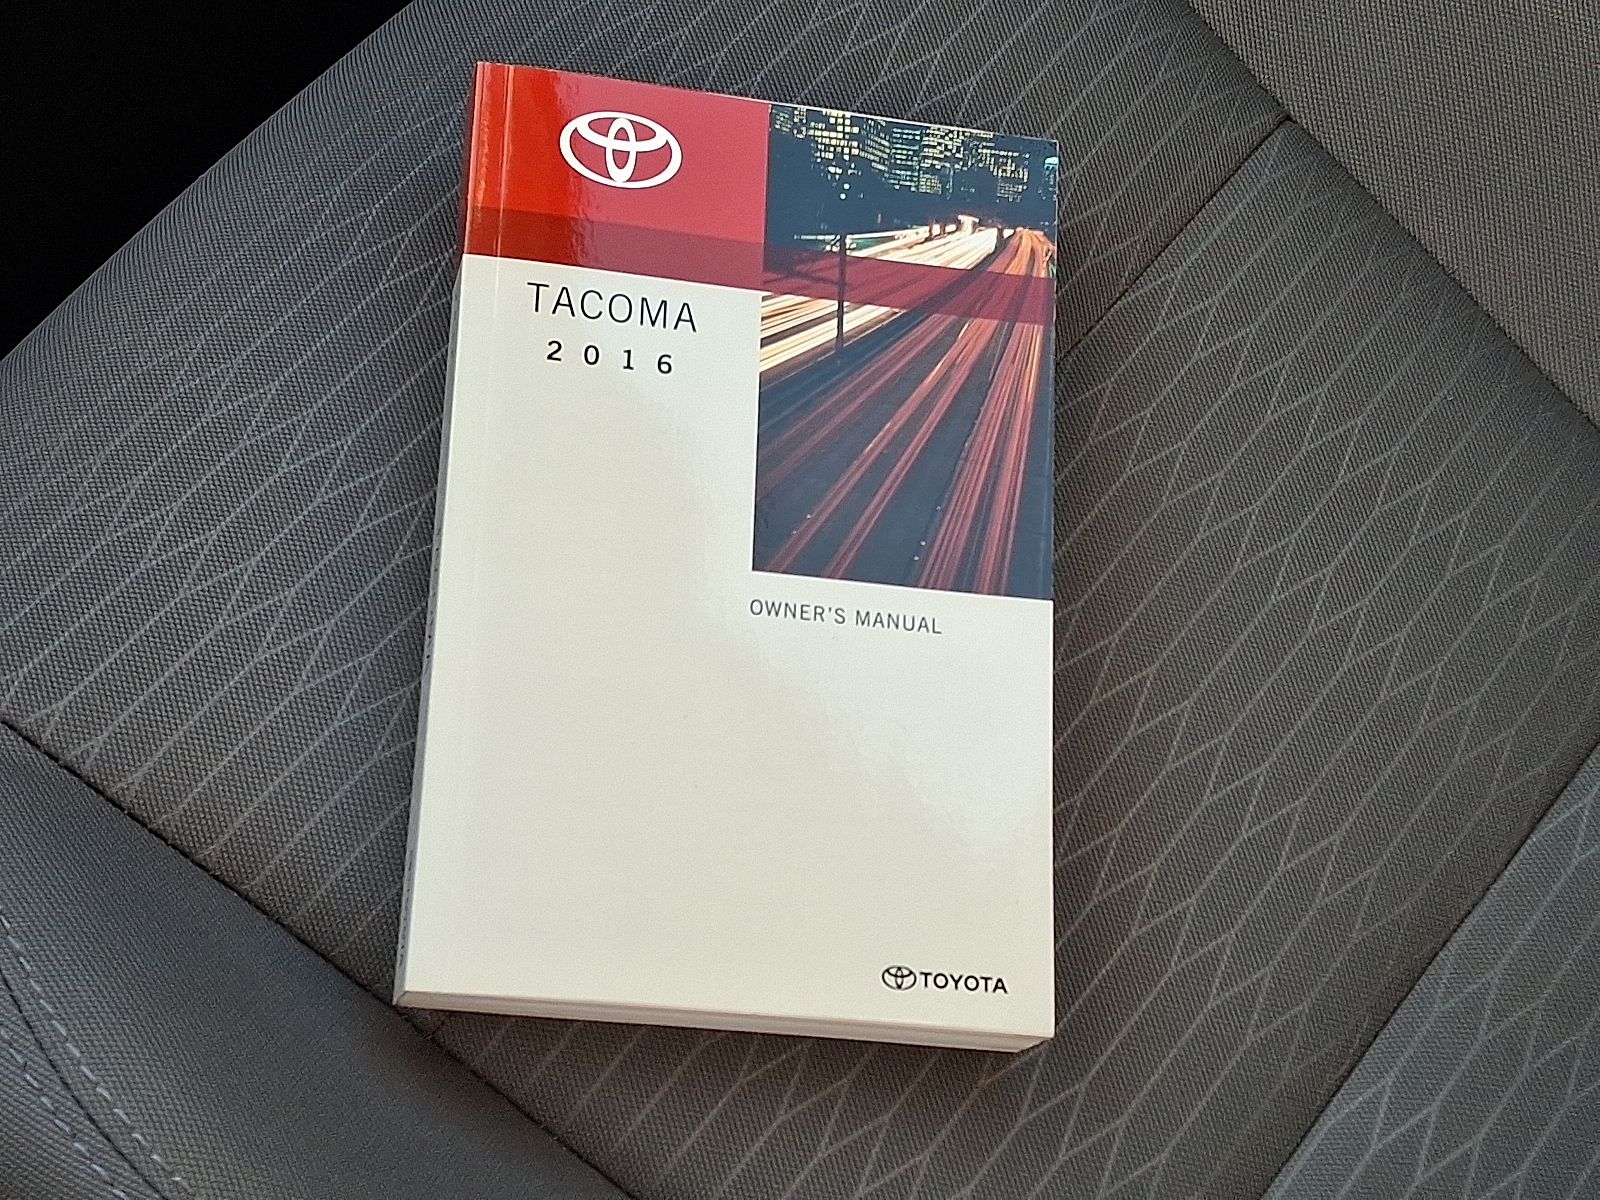 TACOMA
2016
OWNER'S MANUAL
TOYOTA